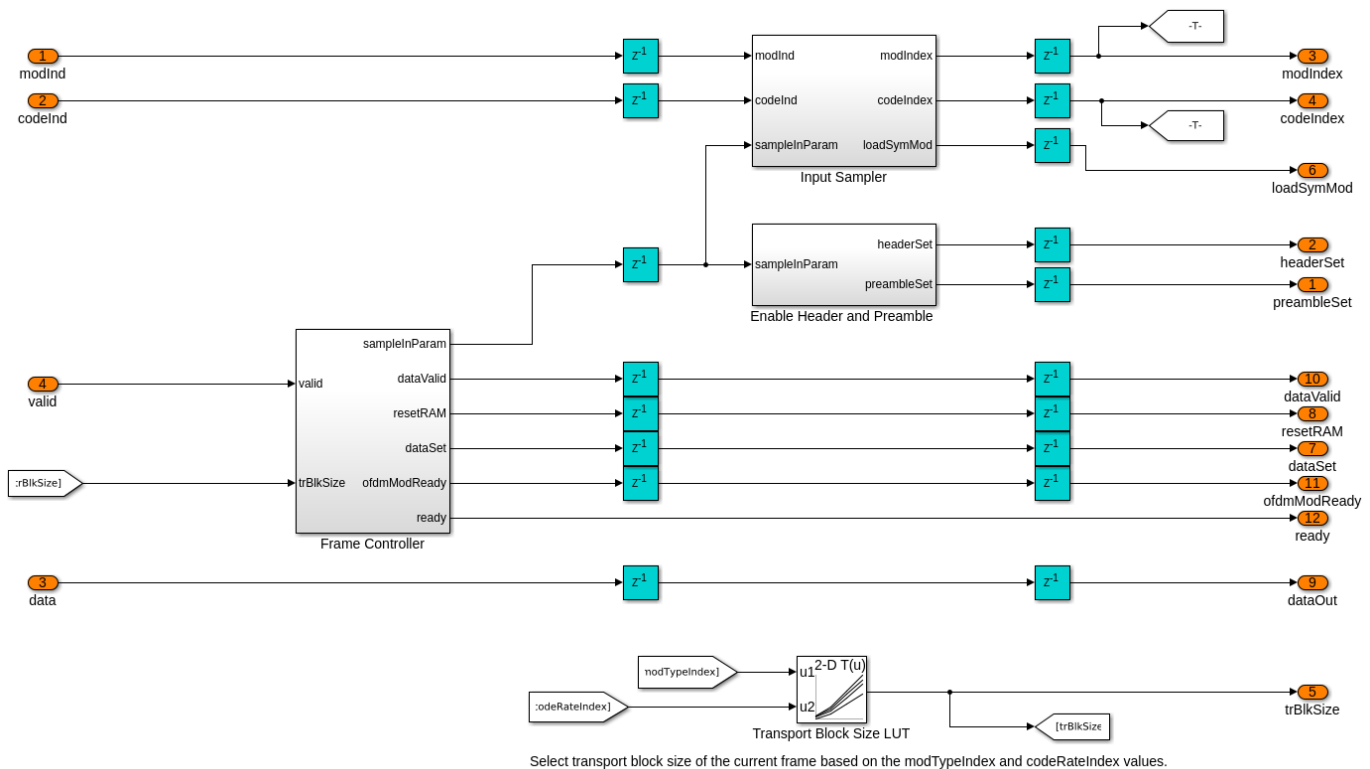 -T-
1
modInd
z-1
modInd
modIndex
z-1
3
modIndex
2
codeInd
z-1
codeInd
codeIndex
z-1
4
codeIndex
-T-
sampleInParam
loadSymMod
z-1
6
loadSymMod
Input Sampler
z-1
sampleInParam
headerSet
z-1
2
headerSet
preambleSet
z-1
1
preambleSet
Enable Header and Preamble
sampleInParam
4
valid
valid
dataValid
z-1
z-1
10
dataValid
resetRAM
z-1
z-1
8
resetRAM
dataSet
z-1
z-1
7
dataSet
:rBlkSize]
trBlkSize
ofdmModReady
z-1
z-1
11
ofdmModReady
ready
12
ready
Frame Controller
3
data
z-1
z-1
9
dataOut
nodTypeIndex]
u1
2-D T(u)
:odeRateIndex]
u2
5
trBlkSize
[trBlkSize
Transport Block Size LUT
Select transport block size of the current frame based on the modTypeIndex and codeRateIndex values.